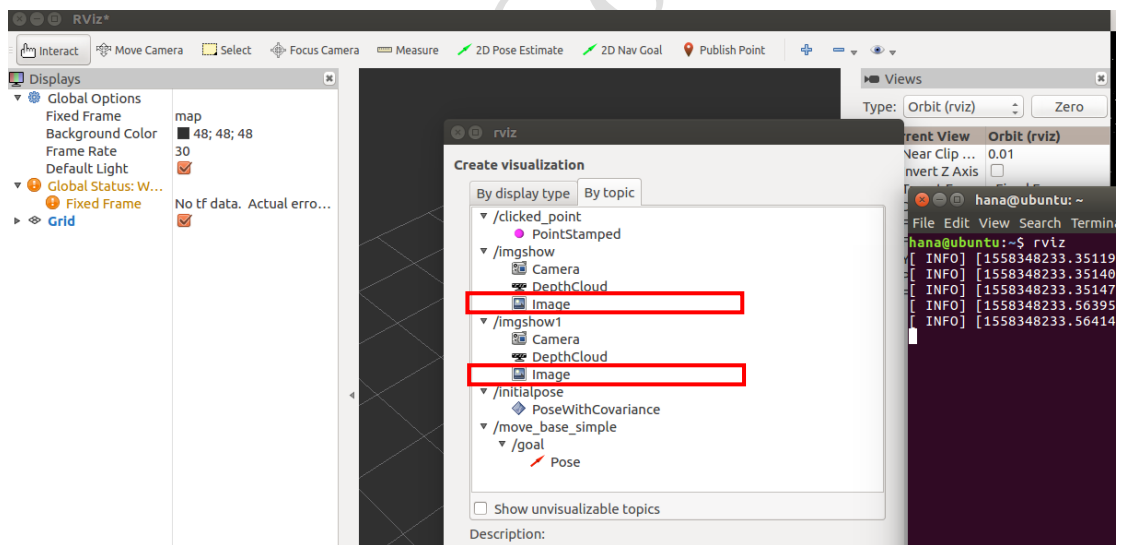 RViz*
Interact Move Camera Select Focus Camera Measure 2D Pose Estimate 2D Nav Goal Publish Point
Displays
Global Options
Fixed Frame map
Background Color 48; 48; 48
Frame Rate 30
Default Light
Global Status: W...
Fixed Frame No tf data. Actual erro...
Grid
rviz
Create visualization
By display type By topic
/clicked_point
PointStamped
/imgshow
Camera
DepthCloud
Image
/imgshow1
Camera
DepthCloud
Image
/initialpose
PoseWithCovariance
/move_base_simple
/goal
Pose
Show unvisualizable topics
Description:
Views
Type: Orbit (rviz) Zero
rent View Orbit (rviz)
Near Clip ... 0.01
nvert Z Axis
hana@ubuntu: ~
File Edit View Search Termin
hana@ubuntu:~$ rviz
[ INFO] [1558348233.35119
[ INFO] [1558348233.35140
[ INFO] [1558348233.35147
[ INFO] [1558348233.56395
[ INFO] [1558348233.56414